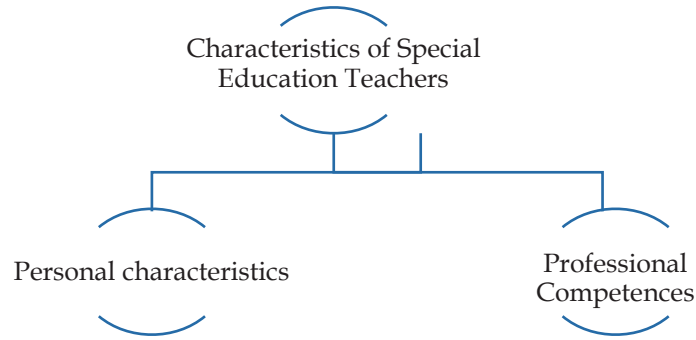 Characteristics of Special
Education Teachers
Personal characteristics
Professional
Competences